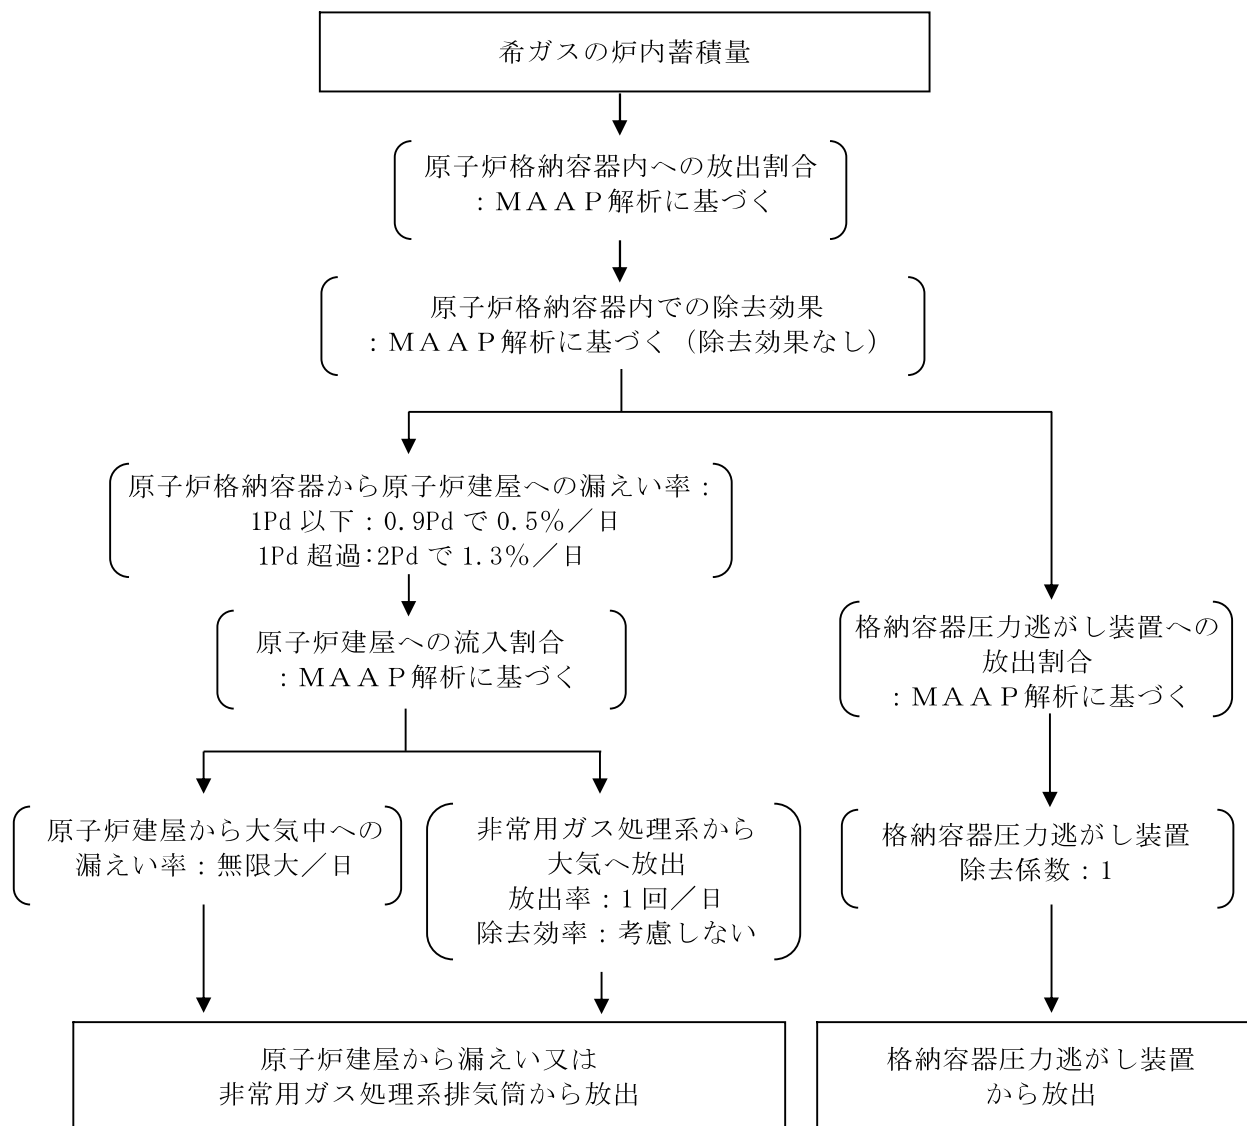 希ガスの炉内蓄積量
原子炉格納容器内への放出割合
：ＭＡＡＰ解析に基づく
原子炉格納容器内での除去効果
：ＭＡＡＰ解析に基づく（除去効果なし）
原子炉格納容器から原子炉建屋への漏えい率：
1Pd 以下：0.9Pd で 0.5％／日
1Pd 超過:2Pd で 1.3％／日
原子炉建屋への流入割合
：ＭＡＡＰ解析に基づく
格納容器圧力逃がし装置への
放出割合
：ＭＡＡＰ解析に基づく
原子炉建屋から大気中への
漏えい率：無限大／日
非常用ガス処理系から
大気へ放出
放出率：1 回／日
除去効率：考慮しない
格納容器圧力逃がし装置
除去係数：1
原子炉建屋から漏えい又は
非常用ガス処理系排気筒から放出
格納容器圧力逃がし装置
から放出